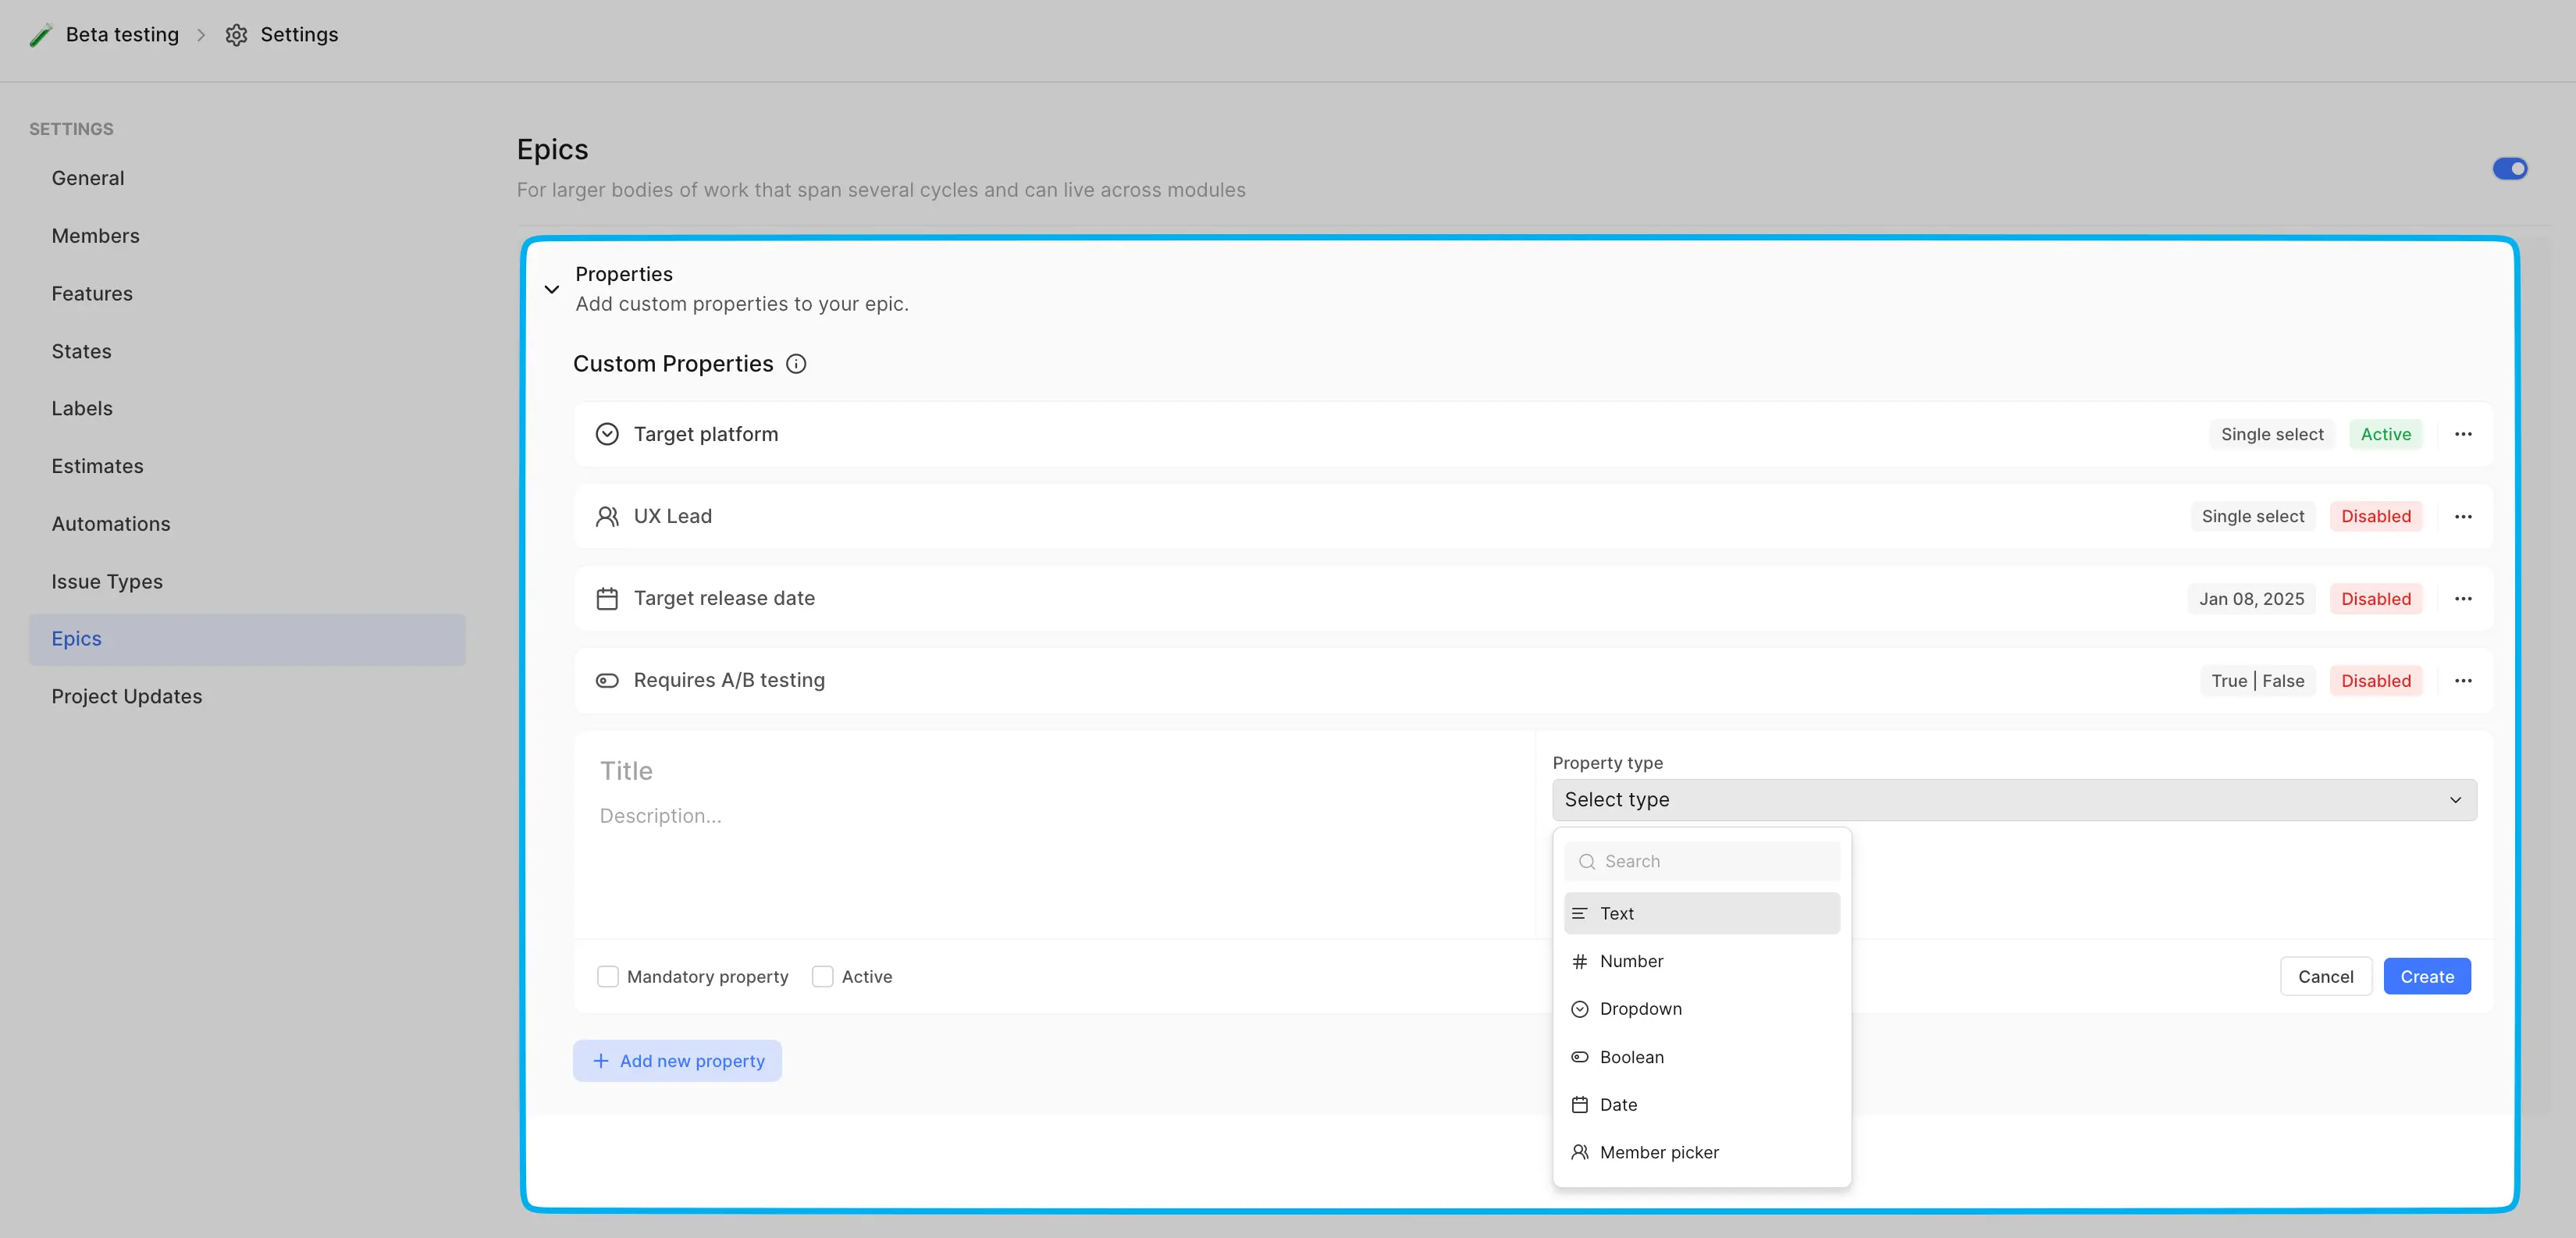 Beta testing > Settings
SETTINGS
General
Members
Features
States
Labels
Estimates
Automations
Issue Types
Epics
Project Updates
Epics
For larger bodies of work that span several cycles and can live across modules
Properties
Add custom properties to your epic.
Custom Properties
Target platform Single select Active
UX Lead Single select Disabled
Target release date Jan 08, 2025 Disabled
Requires A/B testing True | False Disabled
Title
Description...
Property type
Select type
Search
Text
Number
Dropdown
Boolean
Date
Member picker
Mandatory property Active
Cancel Create
+ Add new property